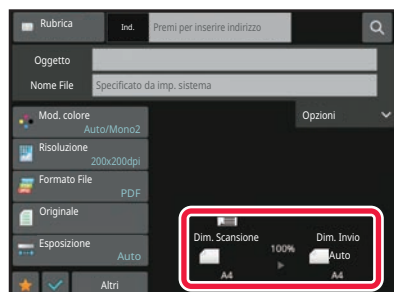 Rubrica
Ind.
Premi per inserire indirizzo
Oggetto
Nome File
Specificato da imp. sistema
Mod. colore
Auto/Mono2
Opzioni
Risoluzione
200x200dpi
Formato File
PDF
Originale
Dim. Scansione
100%
Dim. Invio
Esposizione
Auto
Auto
A4
A4
Altri